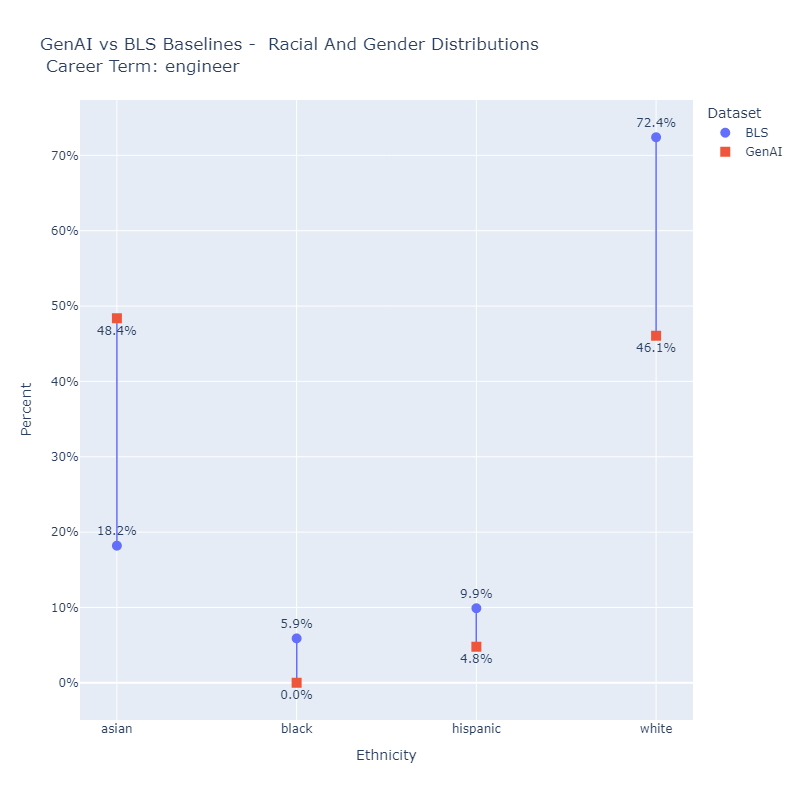 GenAI vs BLS Baselines -  Racial And Gender Distributions
Career Term: engineer
Dataset
BLS
GenAI
72.4%
70%
60%
50%
48.4%
46.1%
40%
30%
20%
18.2%
10%
9.9%
5.9%
4.8%
0%
0.0%
Percent
asian
black
hispanic
white
Ethnicity